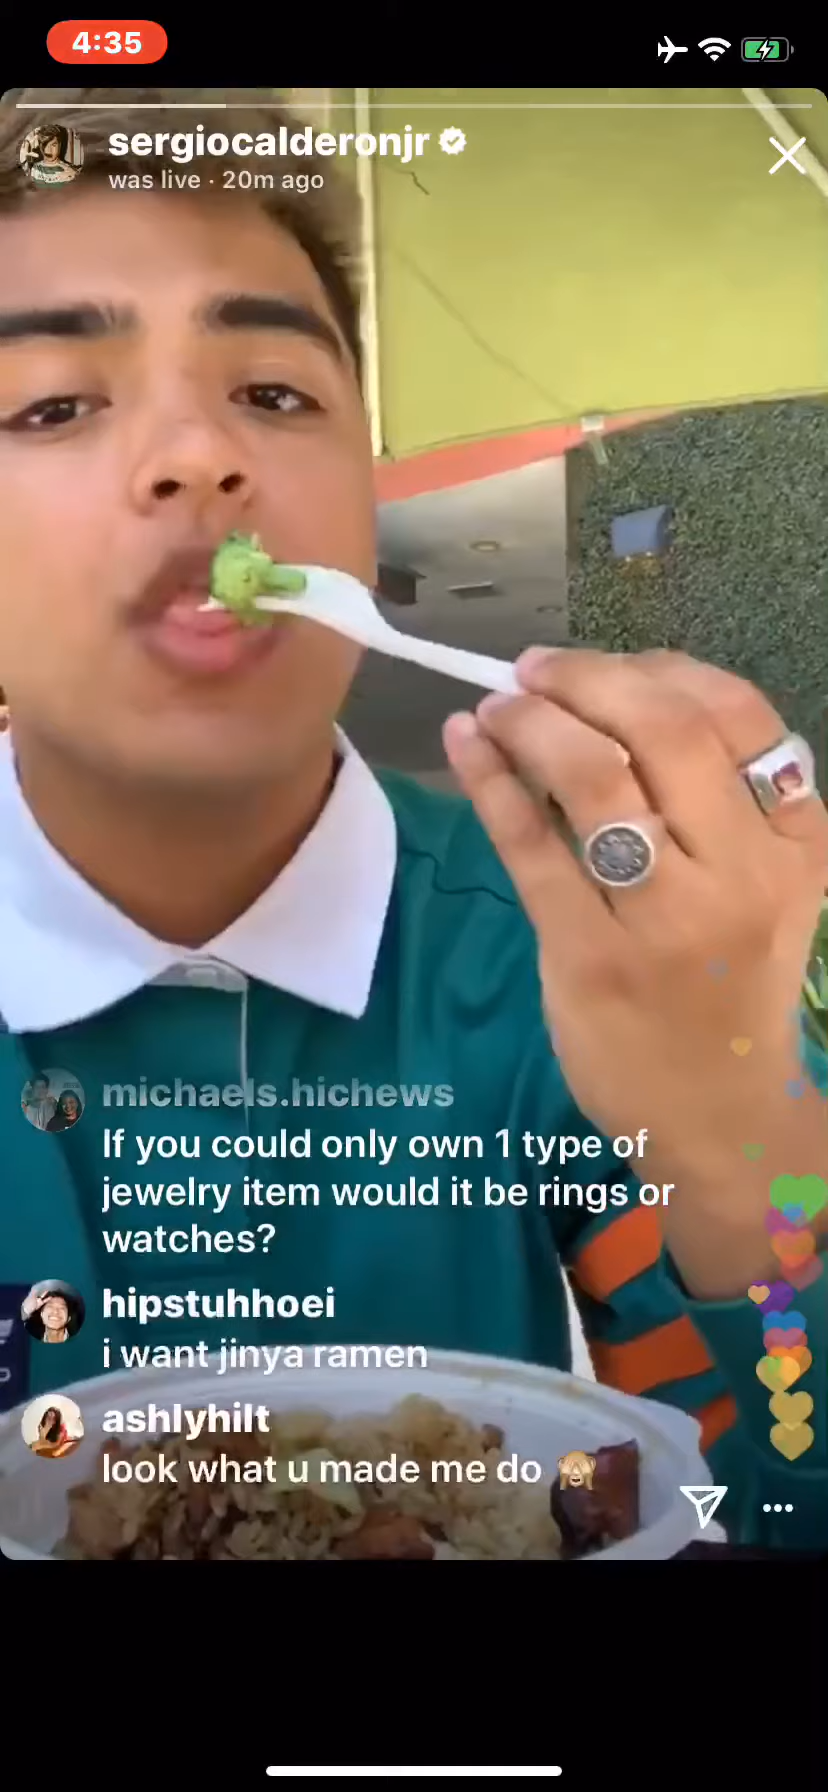 4:35
sergiocalderonjr
was live · 20m ago
michaels.hichews
If you could only own 1 type of
jewelry item would it be rings or
watches?
hipstuhhoei
i want jinya ramen
ashlyhilt
look what u made me do 🙈